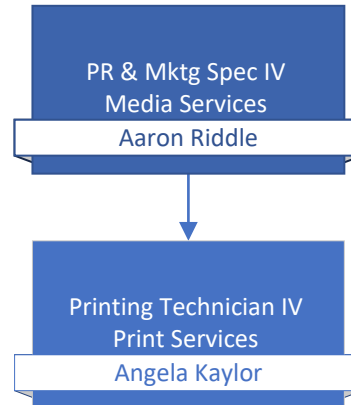 PR & Mktg Spec IV
Media Services
Aaron Riddle
Printing Technician IV
Print Services
Angela Kaylor